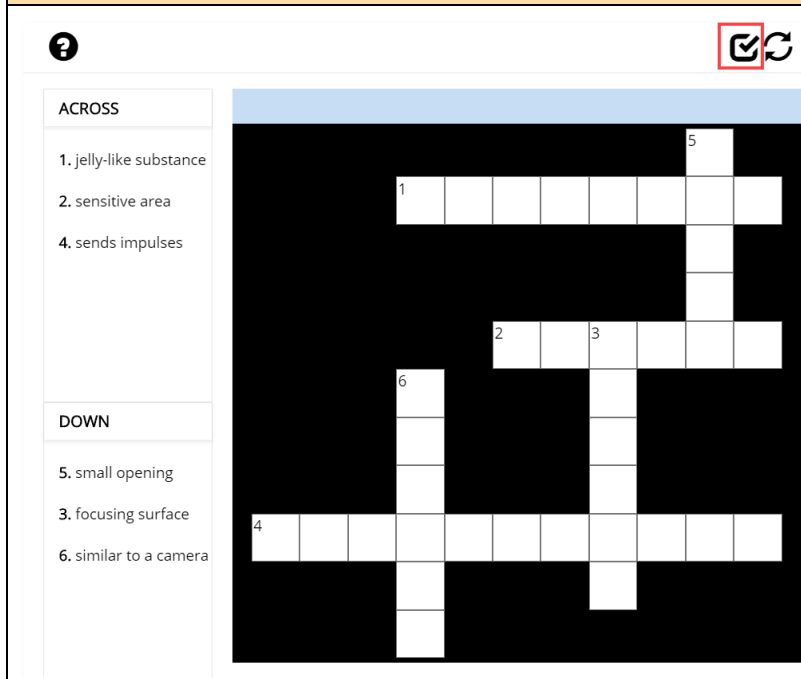 ?
ACROSS
1. jelly-like substance
2. sensitive area
4. sends impulses
DOWN
5. small opening
3. focusing surface
6. similar to a camera
5
1
2
3
6
4